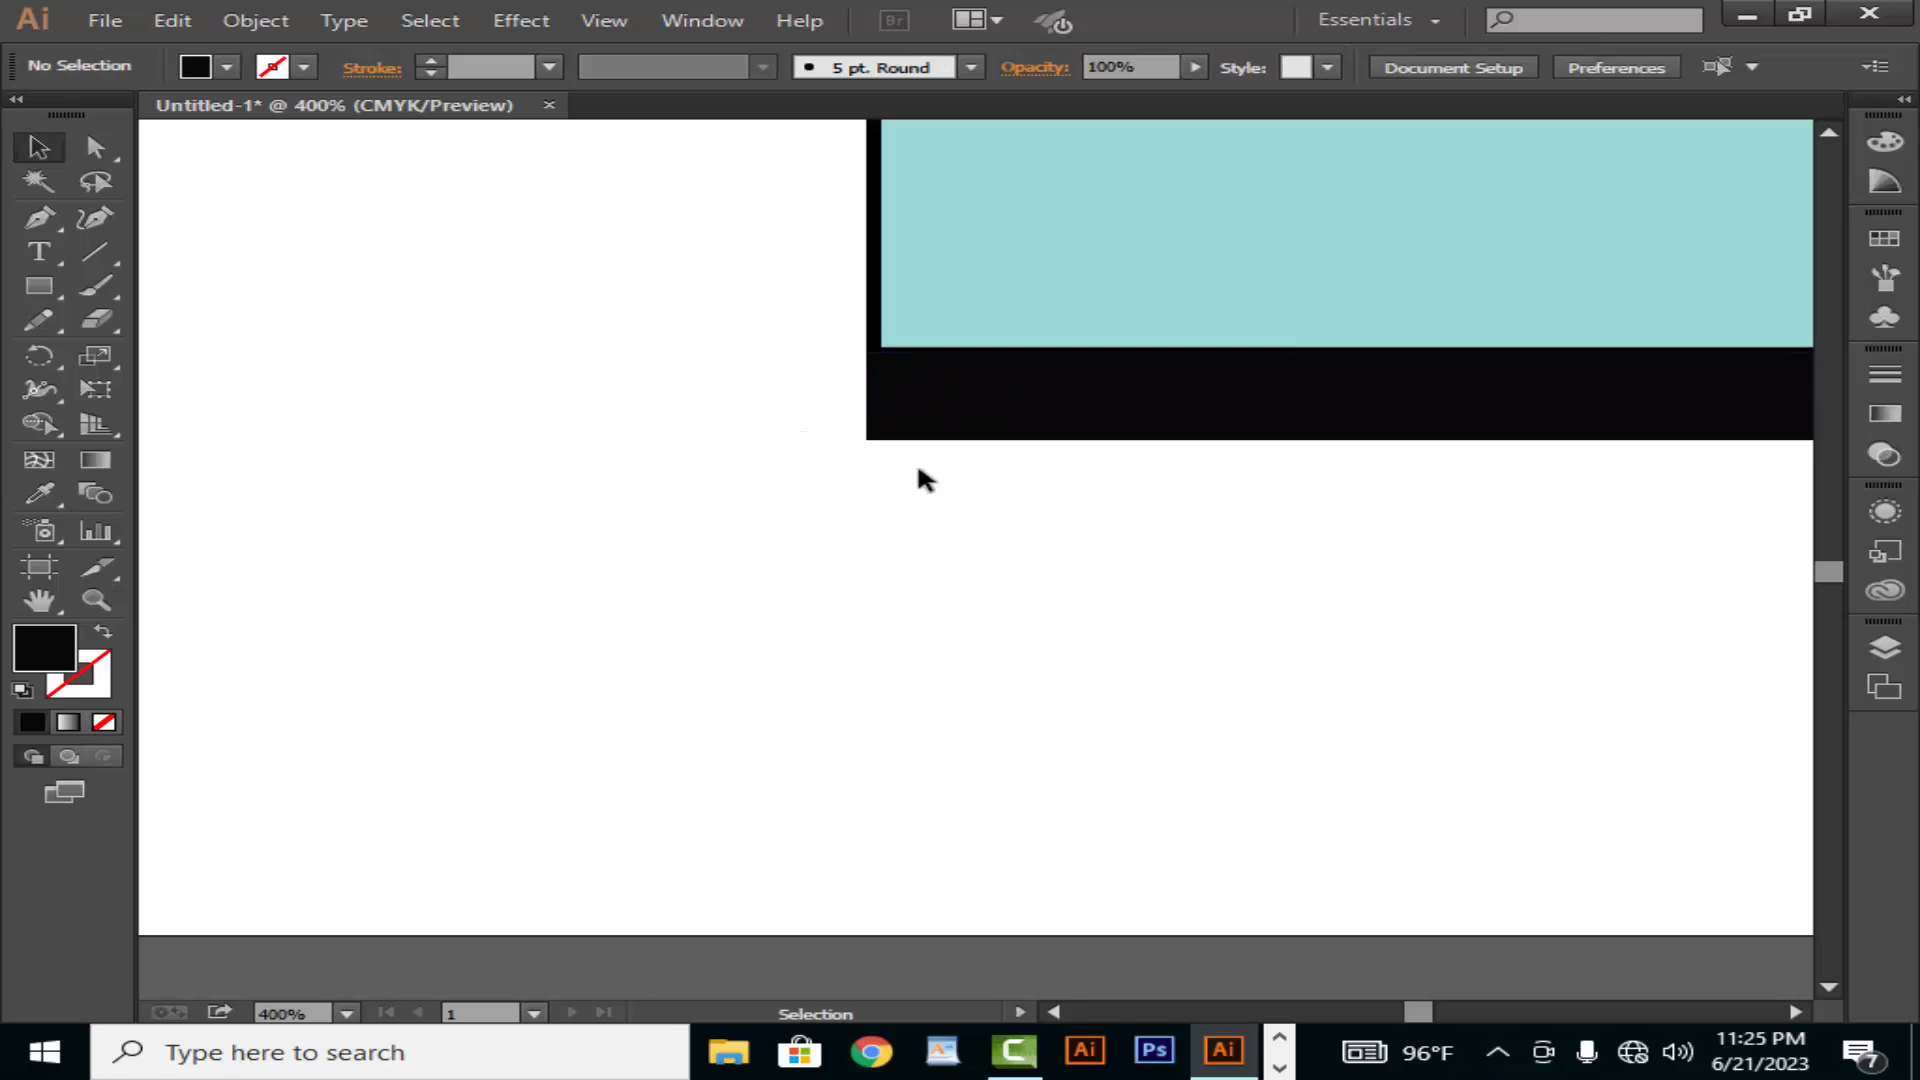 Ai File Edit Object Type Select Effect View Window Help Br Essentials
No Selection Stroke: 5 pt. Round Opacity: 100% Style: Document Setup Preferences
Untitled-1* @ 400% (CMYK/Preview) ×
T
400% 1 Selection
Type here to search Ai Ps Ai 96°F 11:25 PM
6/21/2023 7